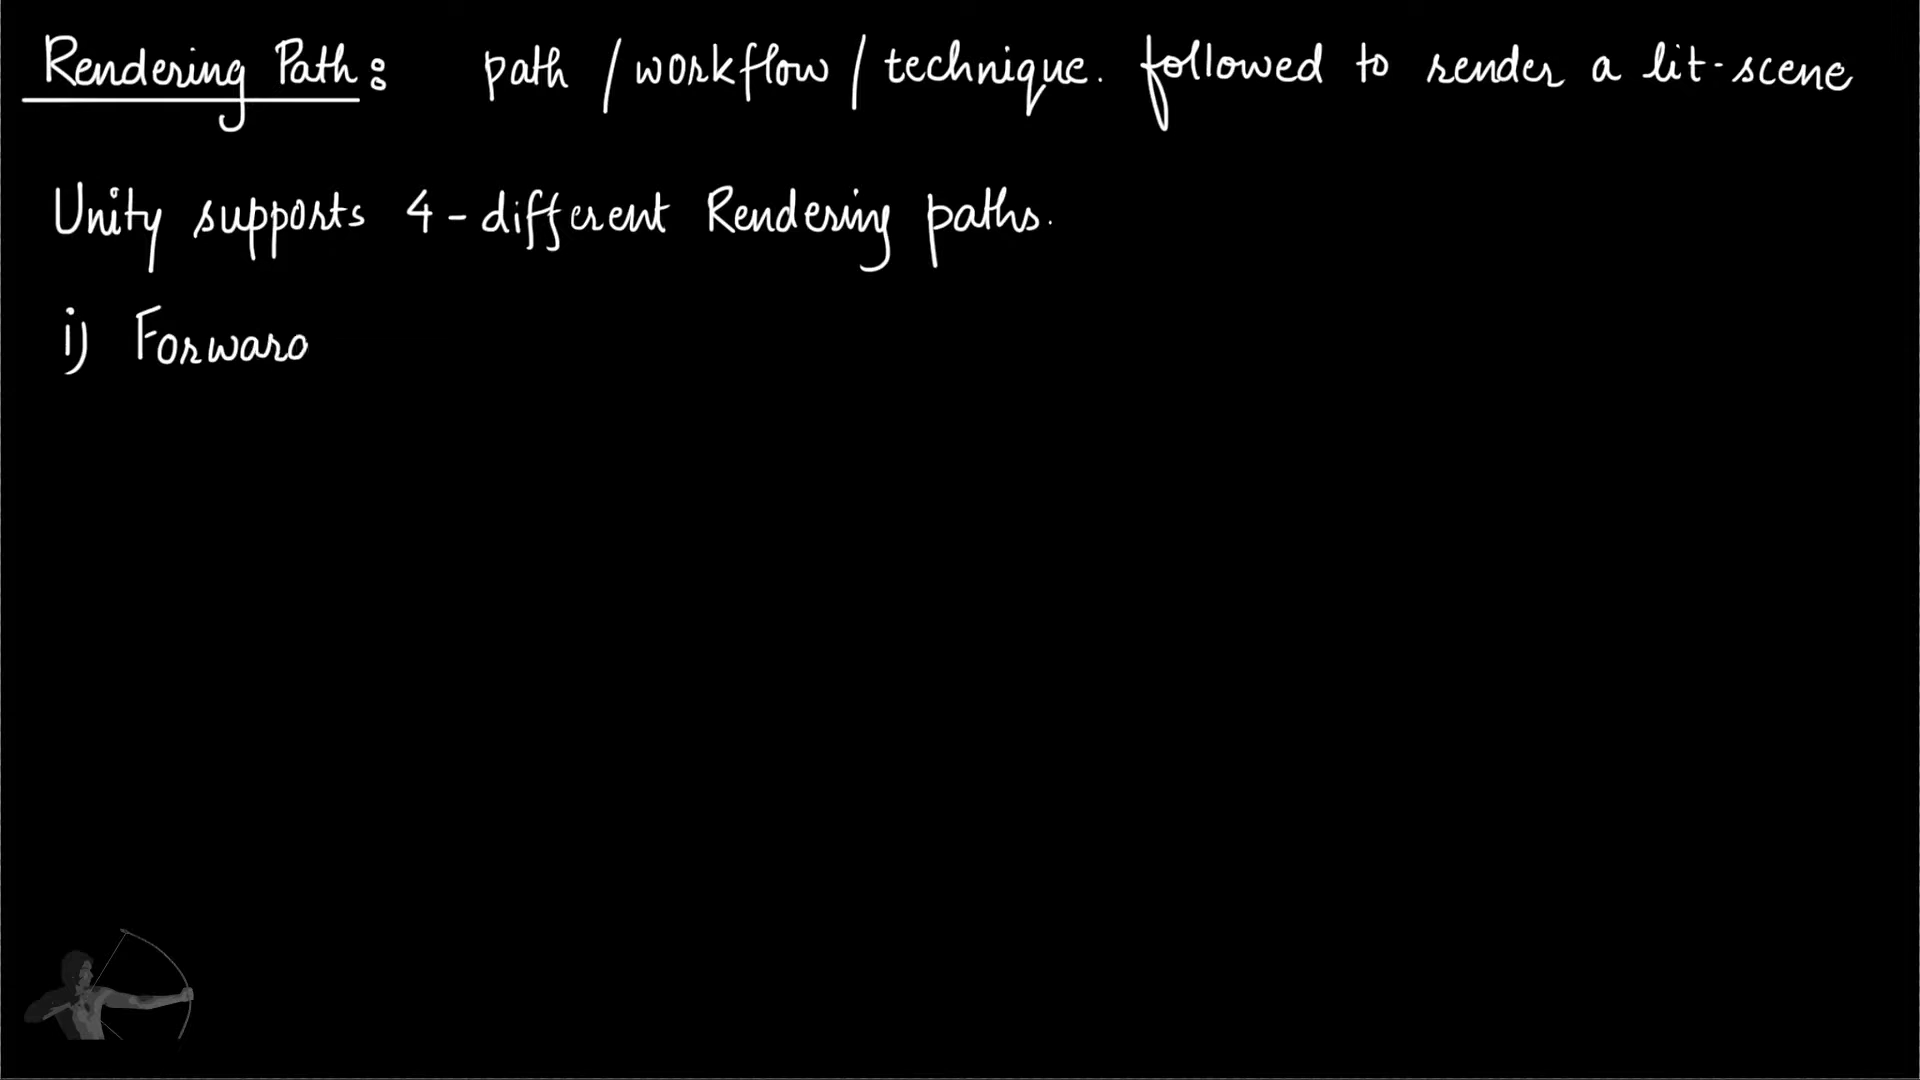 Rendering Path: path / workflow / technique. followed to render a lit-scene
Unity supports 4 - different Rendering paths.
i) Forwaro